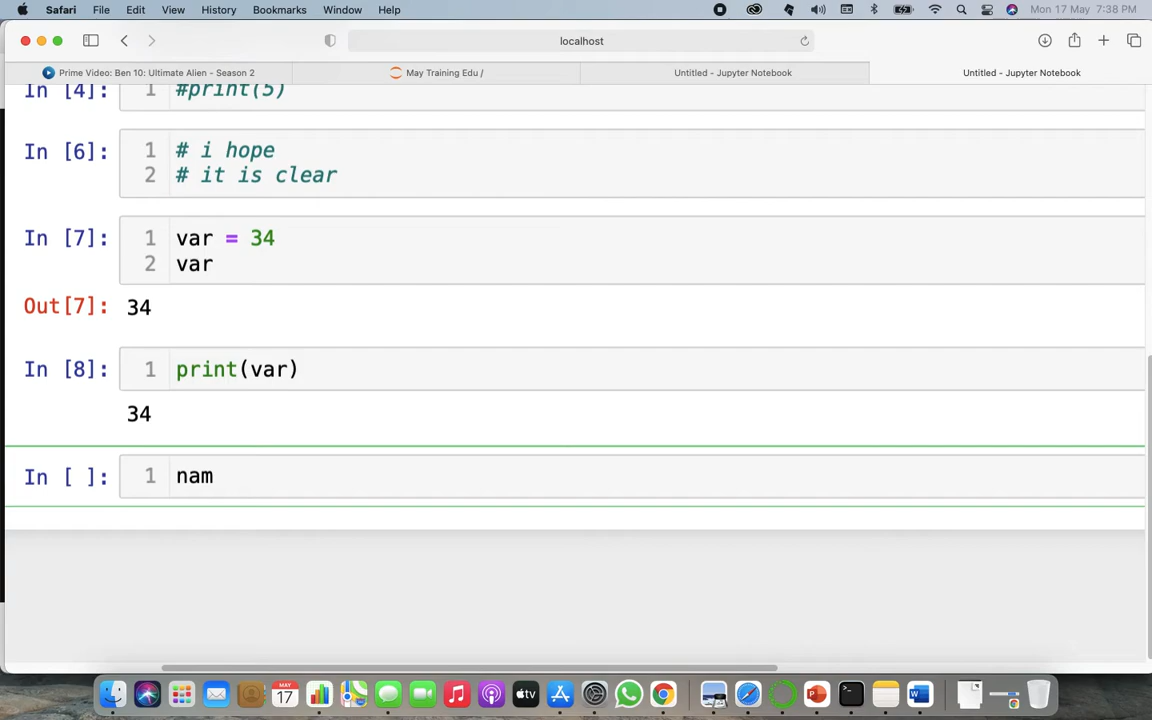 Safari File Edit View History Bookmarks Window Help Mon 17 May 7:38 PM
localhost
Prime Video: Ben 10: Ultimate Alien - Season 2 May Training Edu / Untitled - Jupyter Notebook Untitled - Jupyter Notebook
In [4]: 1 #print(5)
In [6]: 1 # i hope
2 # it is clear
In [7]: 1 var = 34
2 var
Out[7]: 34
In [8]: 1 print(var)
34
In [ ]: 1 nam
MAY
17
tv
W